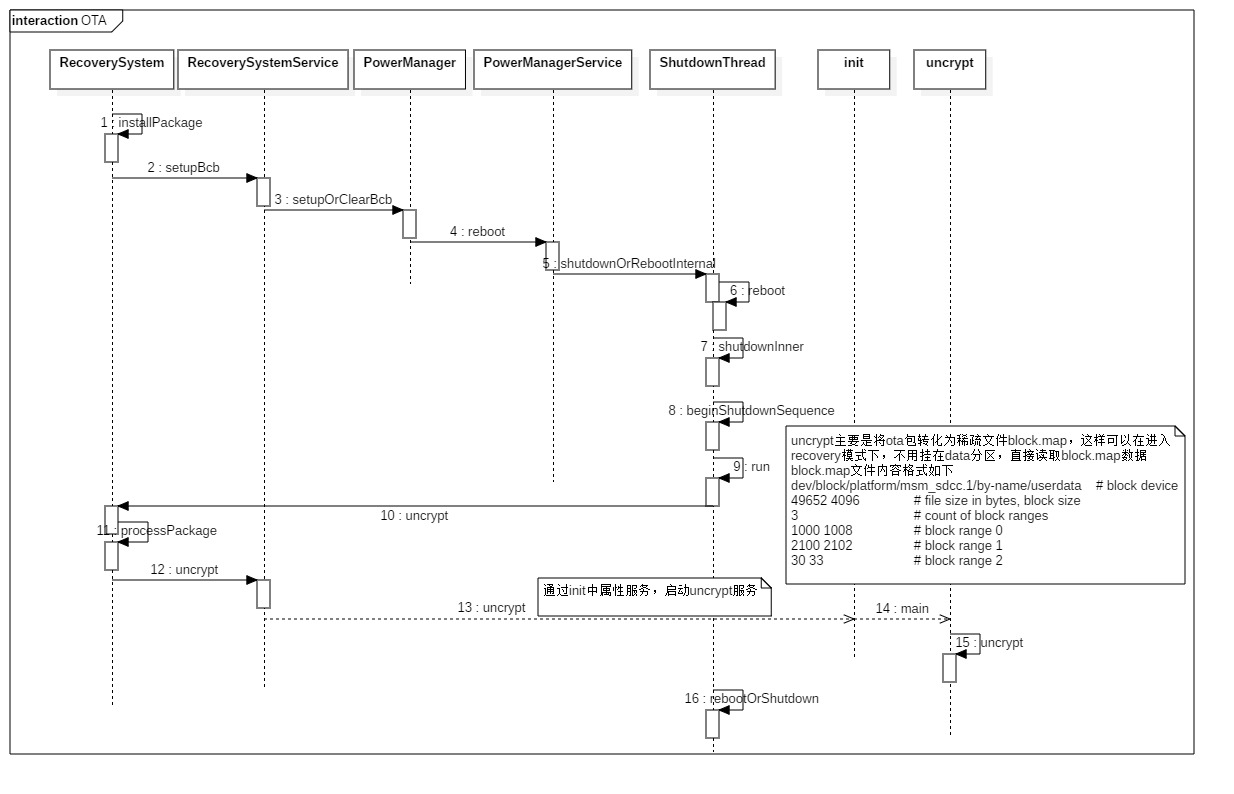 interaction OTA
RecoverySystem
RecoverySystemService
PowerManager
PowerManagerService
ShutdownThread
init
uncrypt
1 : installPackage
2 : setupBcb
3 : setupOrClearBcb
4 : reboot
5 : shutdownOrRebootInternal
6 : reboot
7 : shutdownInner
8 : beginShutdownSequence
uncrypt主要是将ota包转化为稀疏文件block.map，这样可以在进入
recovery模式下，不用挂在data分区，直接读取block.map数据
block.map文件内容格式如下
dev/block/platform/msm_sdcc.1/by-name/userdata # block device
49652 4096 # file size in bytes, block size
3 # count of block ranges
1000 1008 # block range 0
2100 2102 # block range 1
30 33 # block range 2
9 : run
10 : uncrypt
11 : processPackage
12 : uncrypt
通过init中属性服务，启动uncrypt服务
13 : uncrypt
14 : main
15 : uncrypt
16 : rebootOrShutdown